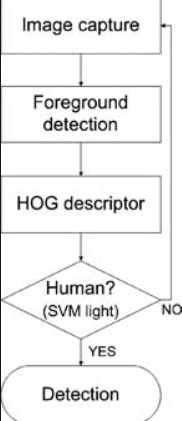 Image capture
Foreground
detection
HOG descriptor
Human?
(SVM light)
NO
YES
Detection